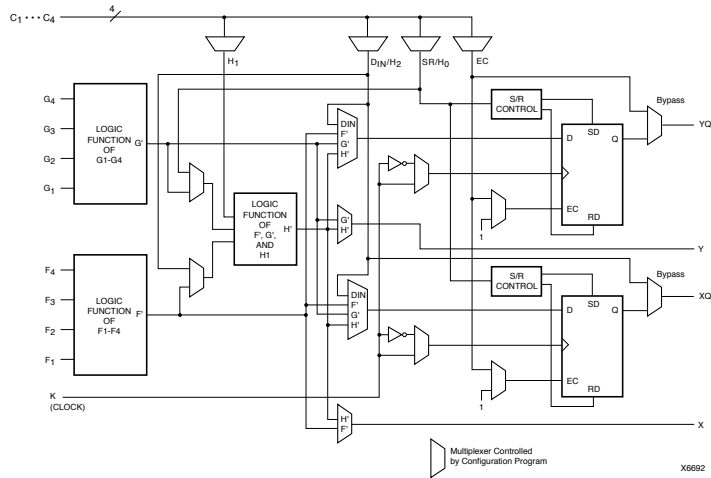 C1 ··· C4
4
H1
DIN/H2
SR/H0
EC
G4
G3
G2
G1
LOGIC
FUNCTION
OF
G1-G4
G'
DIN
F'
G'
H'
S/R
CONTROL
D
SD
Q
EC
RD
1
Bypass
YQ
LOGIC
FUNCTION
OF
F', G',
AND
H1
H'
G'
H'
Y
F4
F3
F2
F1
LOGIC
FUNCTION
OF
F1-F4
F'
DIN
F'
G'
H'
S/R
CONTROL
D
SD
Q
EC
RD
1
Bypass
XQ
K
(CLOCK)
H'
F'
X
Multiplexer Controlled
by Configuration Program
X6692